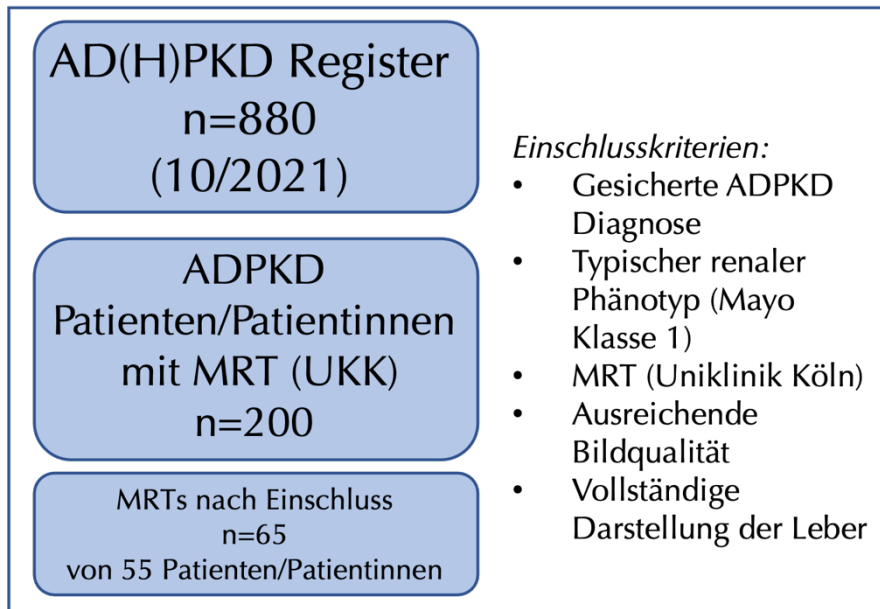 AD(H)PKD Register
n=880
(10/2021)
ADPKD
Patienten/Patientinnen
mit MRT (UKK)
n=200
MRTs nach Einschluss
n=65
von 55 Patienten/Patientinnen
Einschlusskriterien:
• Gesicherte ADPKD
Diagnose
• Typischer renaler
Phänotyp (Mayo
Klasse 1)
• MRT (Uniklinik Köln)
• Ausreichende
Bildqualität
• Vollständige
Darstellung der Leber